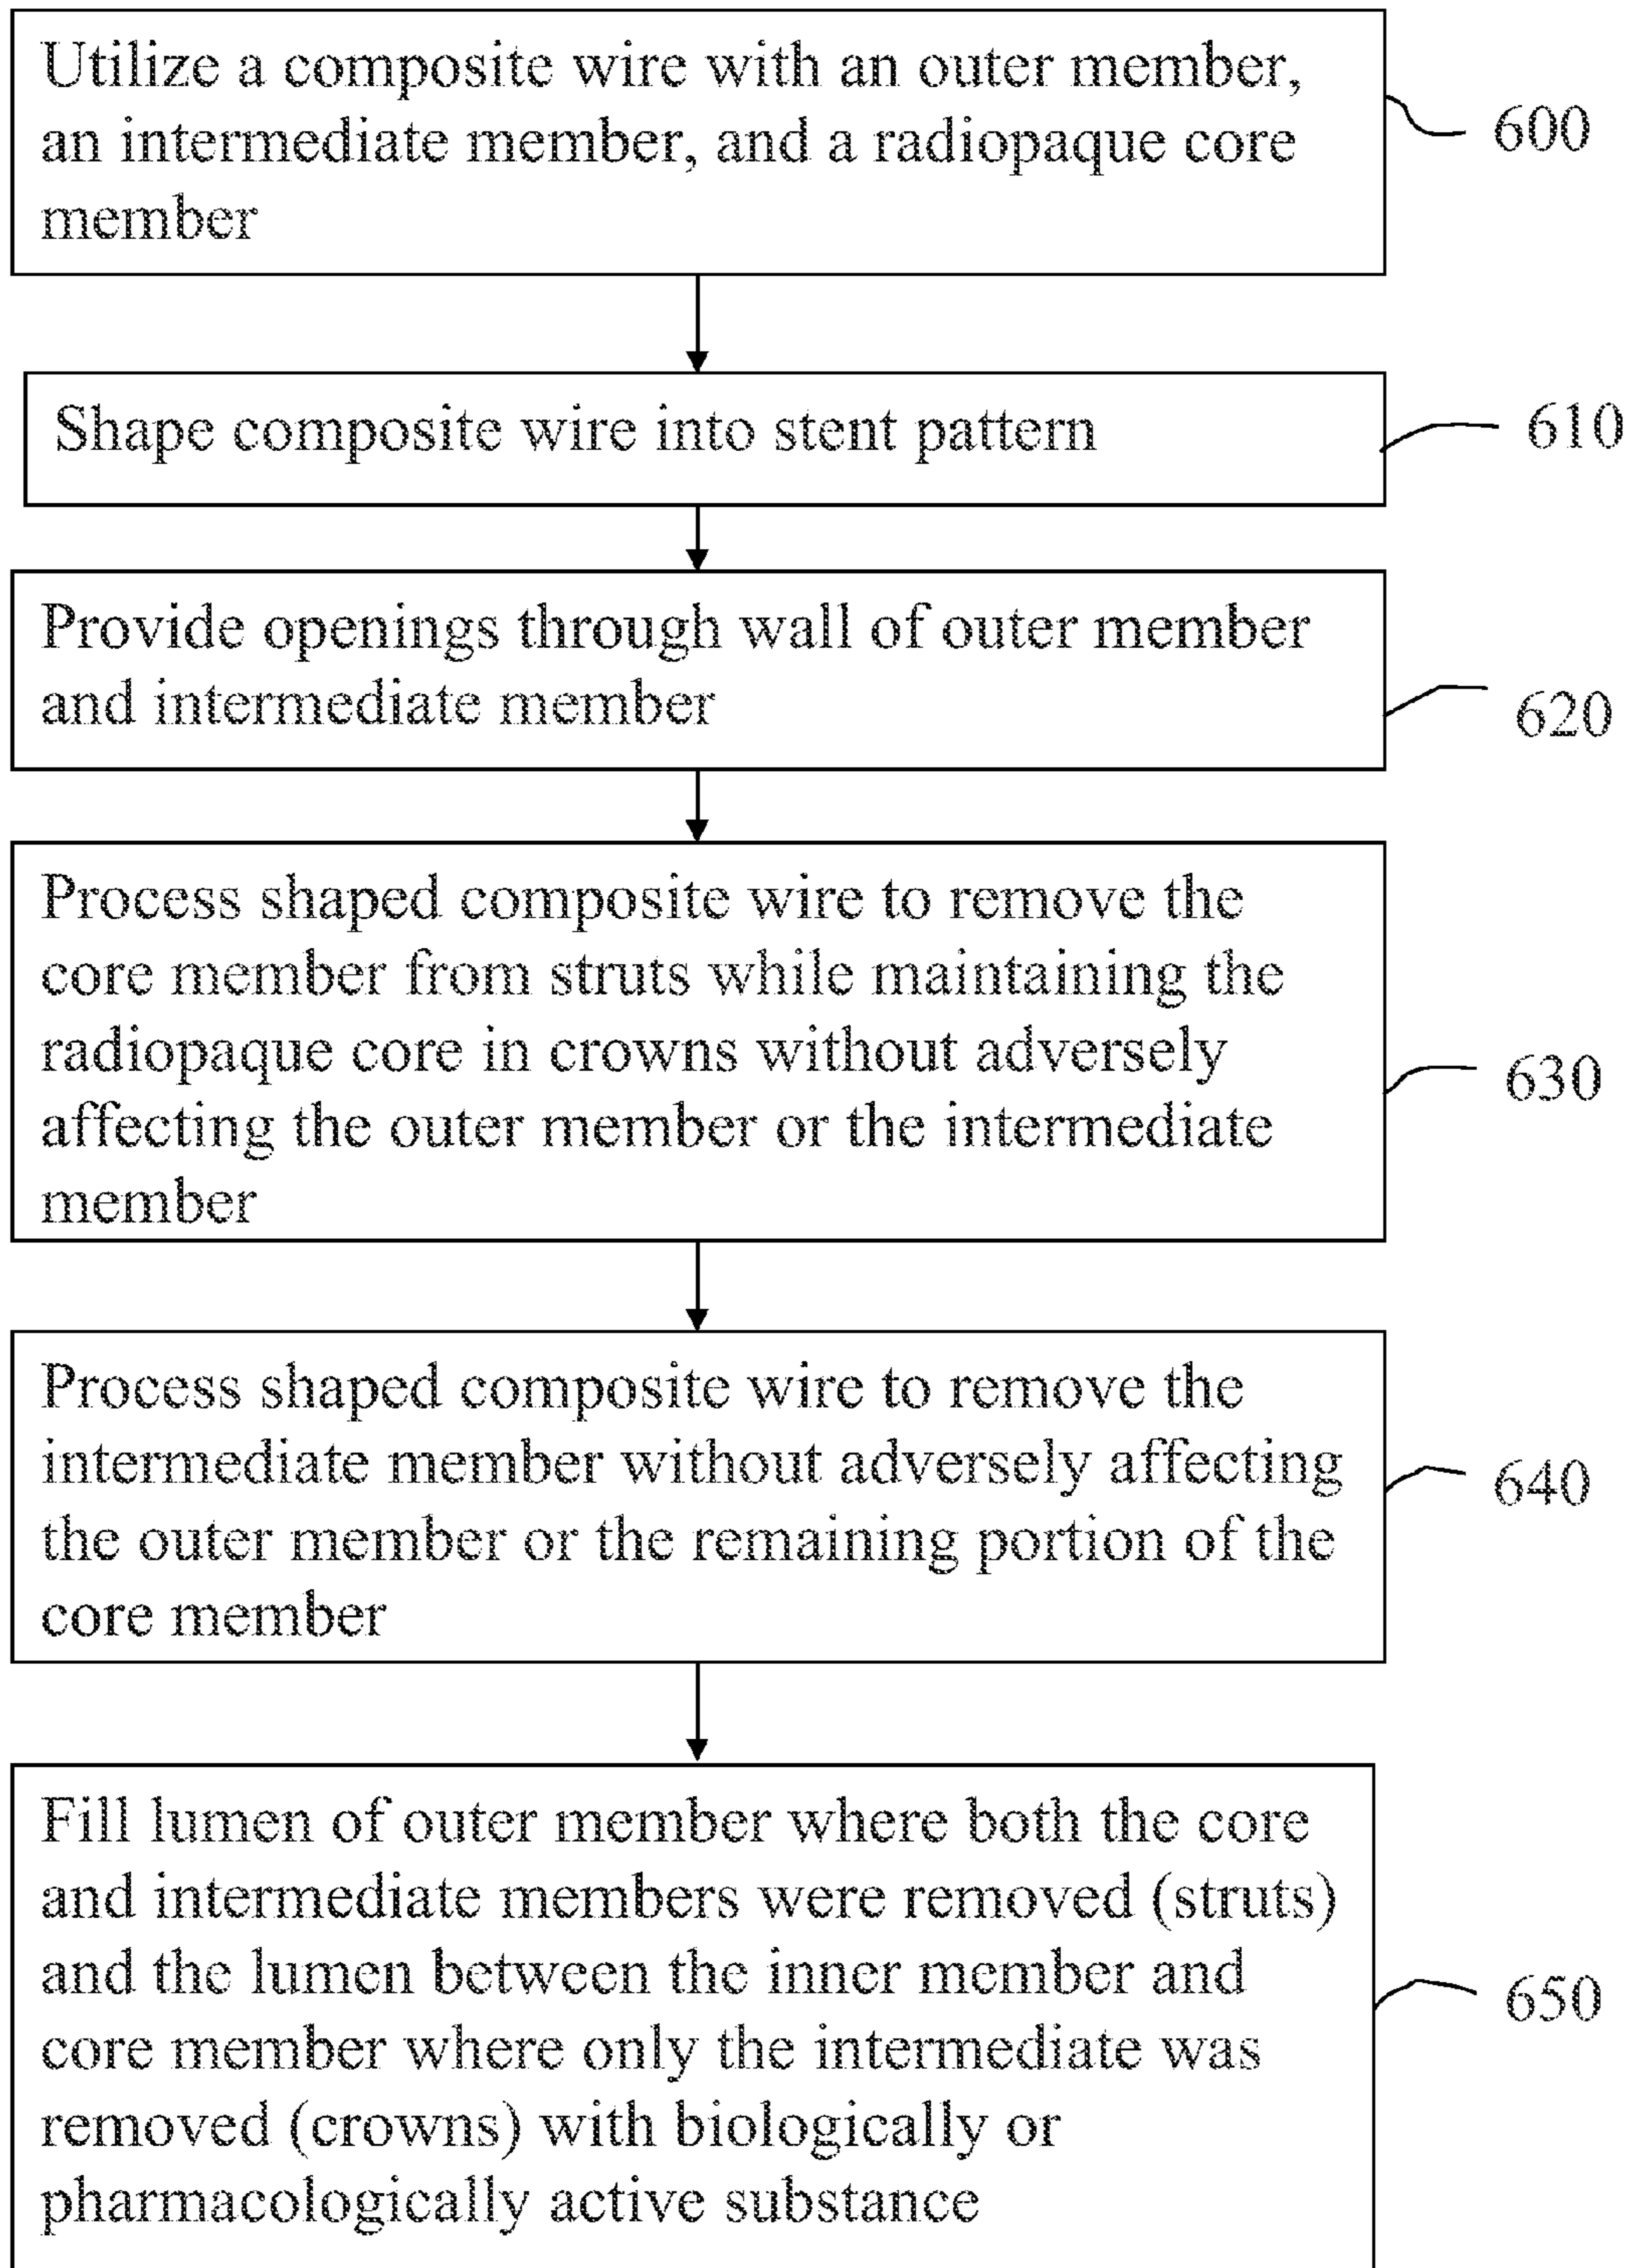 Utilize a composite wire with an outer member,
an intermediate member, and a radiopaque core
member
600
Shape composite wire into stent pattern
610
Provide openings through wall of outer member
and intermediate member
620
Process shaped composite wire to remove the
core member from struts while maintaining the
radiopaque core in crowns without adversely
affecting the outer member or the intermediate
member
630
Process shaped composite wire to remove the
intermediate member without adversely affecting
the outer member or the remaining portion of the
core member
640
Fill lumen of outer member where both the core
and intermediate members were removed (struts)
and the lumen between the inner member and
core member where only the intermediate was
removed (crowns) with biologically or
pharmacologically active substance
650